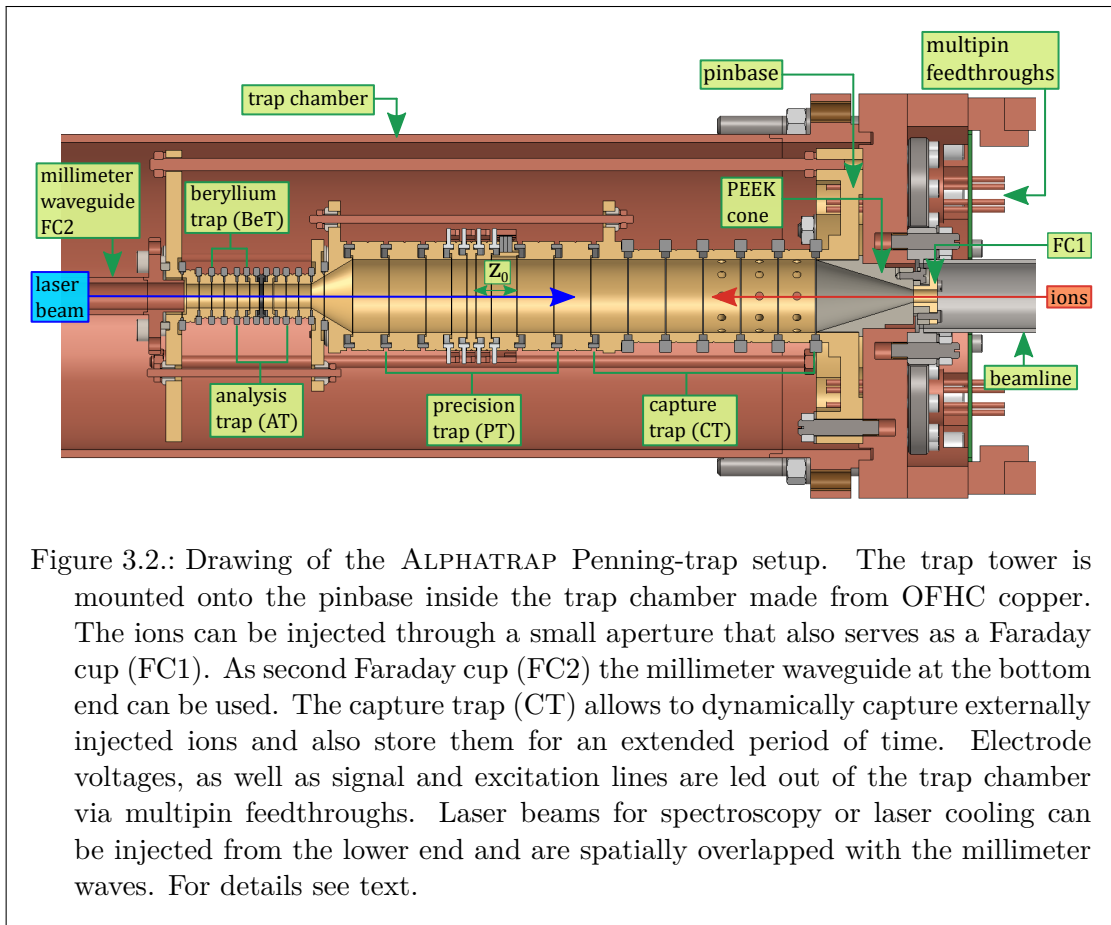 multipin
feedthroughs
pinbase
trap chamber
millimeter
waveguide
FC2
beryllium
trap (BeT)
PEEK
cone
FC1
z0
laser
beam
ions
analysis
trap (AT)
precision
trap (PT)
capture
trap (CT)
beamline
Figure 3.2.: Drawing of the ALPHATRAP Penning-trap setup. The trap tower is
mounted onto the pinbase inside the trap chamber made from OFHC copper.
The ions can be injected through a small aperture that also serves as a Faraday
cup (FC1). As second Faraday cup (FC2) the millimeter waveguide at the bottom
end can be used. The capture trap (CT) allows to dynamically capture externally
injected ions and also store them for an extended period of time. Electrode
voltages, as well as signal and excitation lines are led out of the trap chamber
via multipin feedthroughs. Laser beams for spectroscopy or laser cooling can
be injected from the lower end and are spatially overlapped with the millimeter
waves. For details see text.